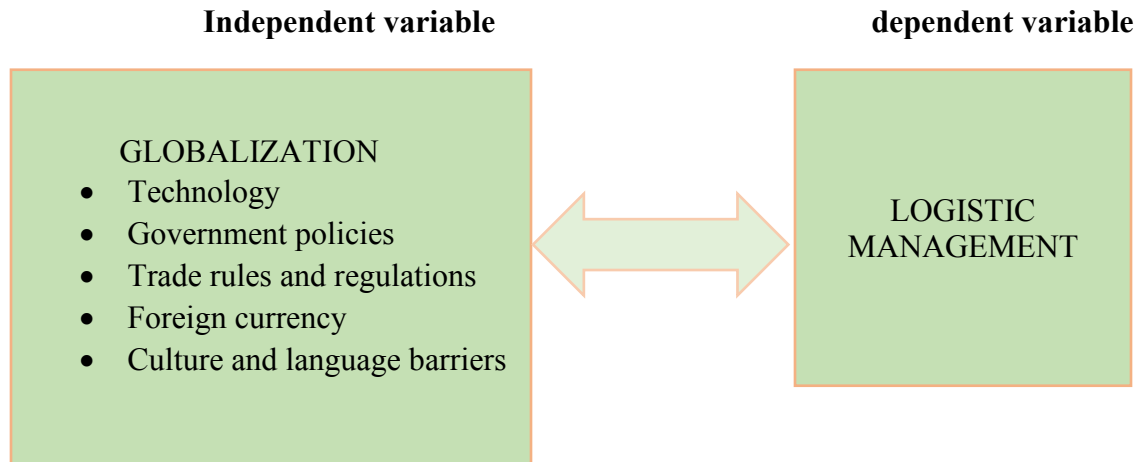 Independent variable
dependent variable
GLOBALIZATION
• Technology
• Government policies
• Trade rules and regulations
• Foreign currency
• Culture and language barriers
LOGISTIC
MANAGEMENT